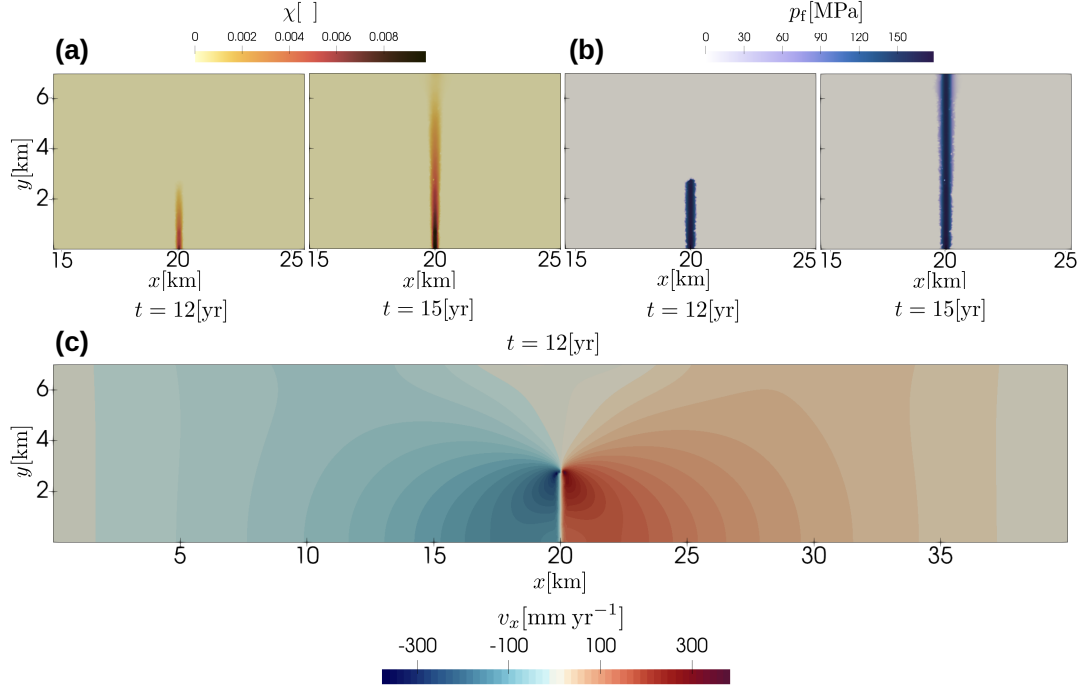 (a) χ[ ] (b) p_f[MPa]
0 0.002 0.004 0.006 0.008 0 30 60 90 120 150
6
4
2
y[km]
15 20 25 20 25 15 20 25 20 25
x[km] x[km] x[km] x[km]
t = 12[yr] t = 15[yr] t = 12[yr] t = 15[yr]
(c) t = 12[yr]
6
4
2
y[km]
5 10 15 20 25 30 35
x[km]
v_x[mm yr⁻¹]
-300 -100 100 300